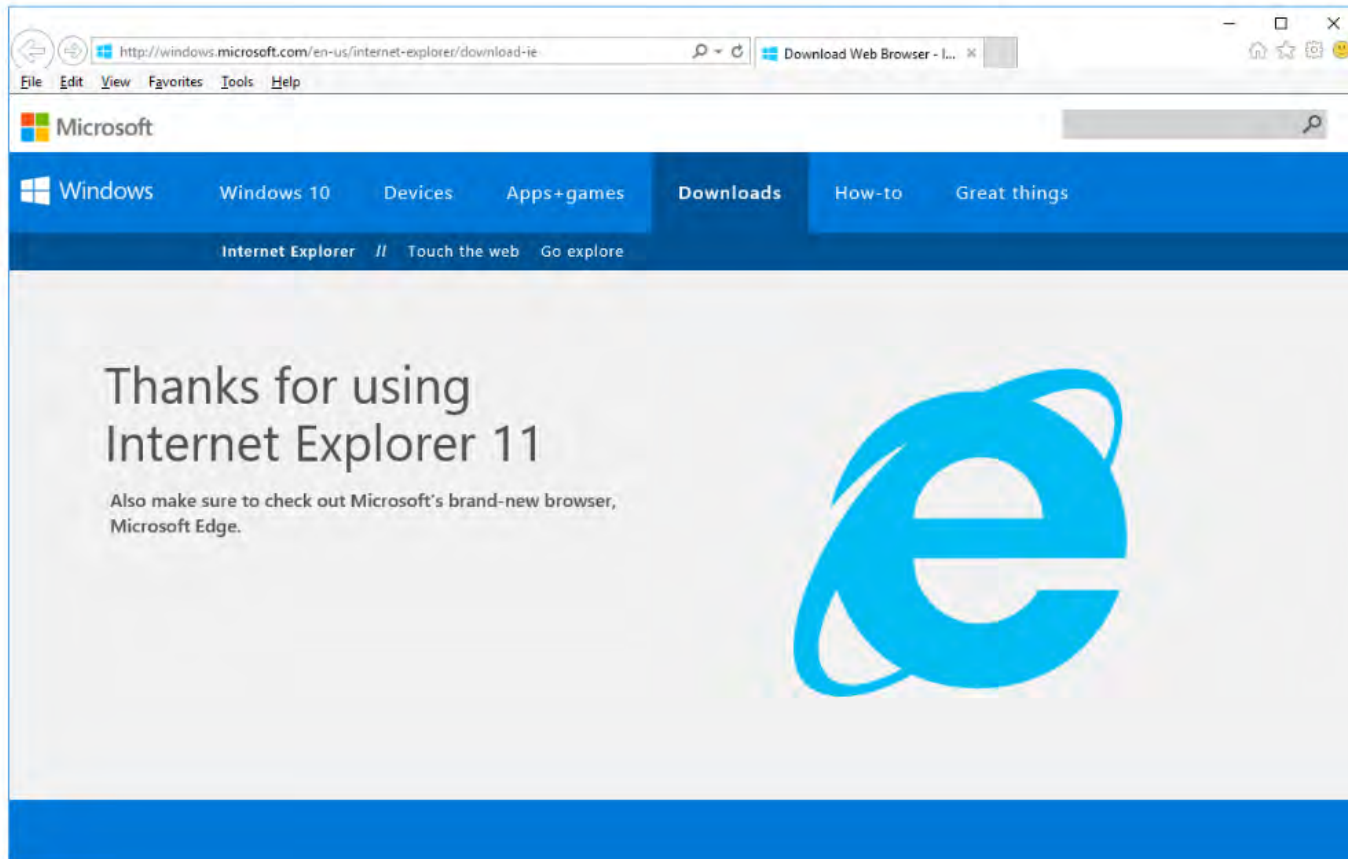 http://windows.microsoft.com/en-us/internet-explorer/download-ie
Download Web Browser - I...
File Edit View Favorites Tools Help
Microsoft
Windows Windows 10 Devices Apps+games Downloads How-to Great things
Internet Explorer // Touch the web Go explore
Thanks for using
Internet Explorer 11
Also make sure to check out Microsoft's brand-new browser,
Microsoft Edge.